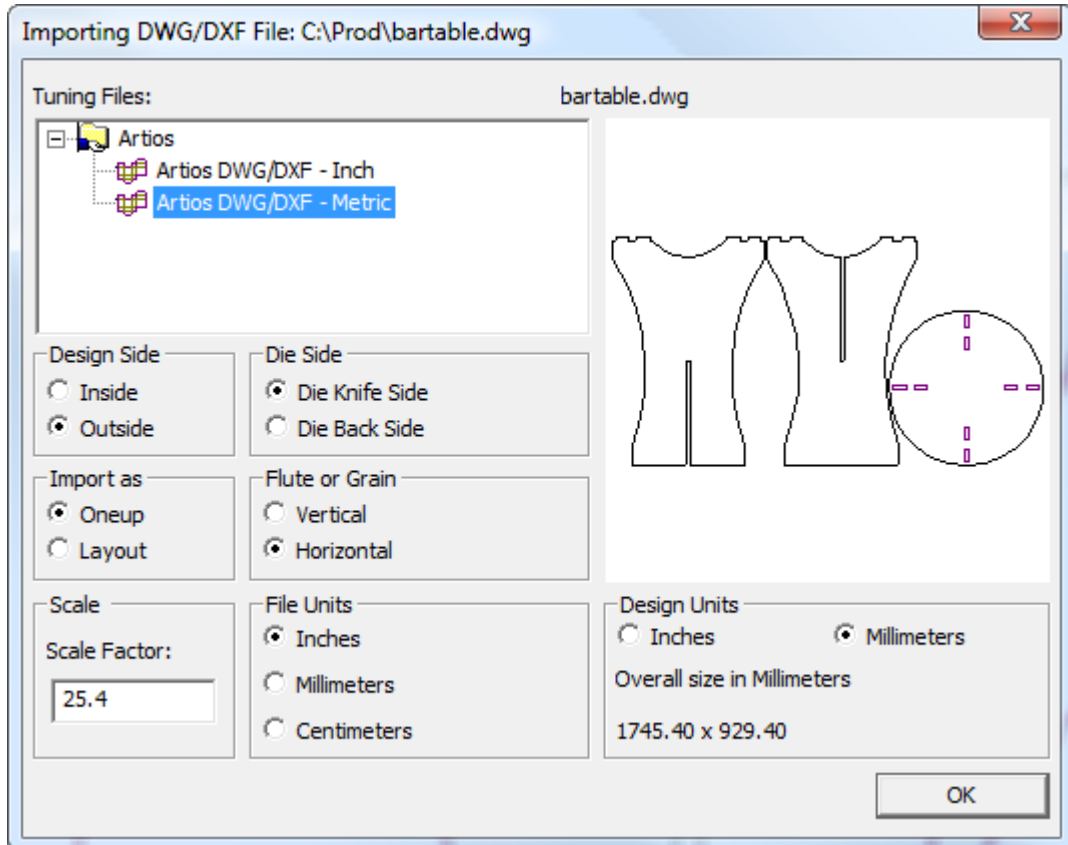 Importing DWG/DXF File: C:\Prod\bartable.dwg
Tuning Files:
bartable.dwg
Artios
Artios DWG/DXF - Inch
Artios DWG/DXF - Metric
Design Side
Inside
Outside
Die Side
Die Knife Side
Die Back Side
Import as
Oneup
Layout
Flute or Grain
Vertical
Horizontal
Scale
Scale Factor:
25.4
File Units
Inches
Millimeters
Centimeters
Design Units
Inches
Millimeters
Overall size in Millimeters
1745.40 x 929.40
OK